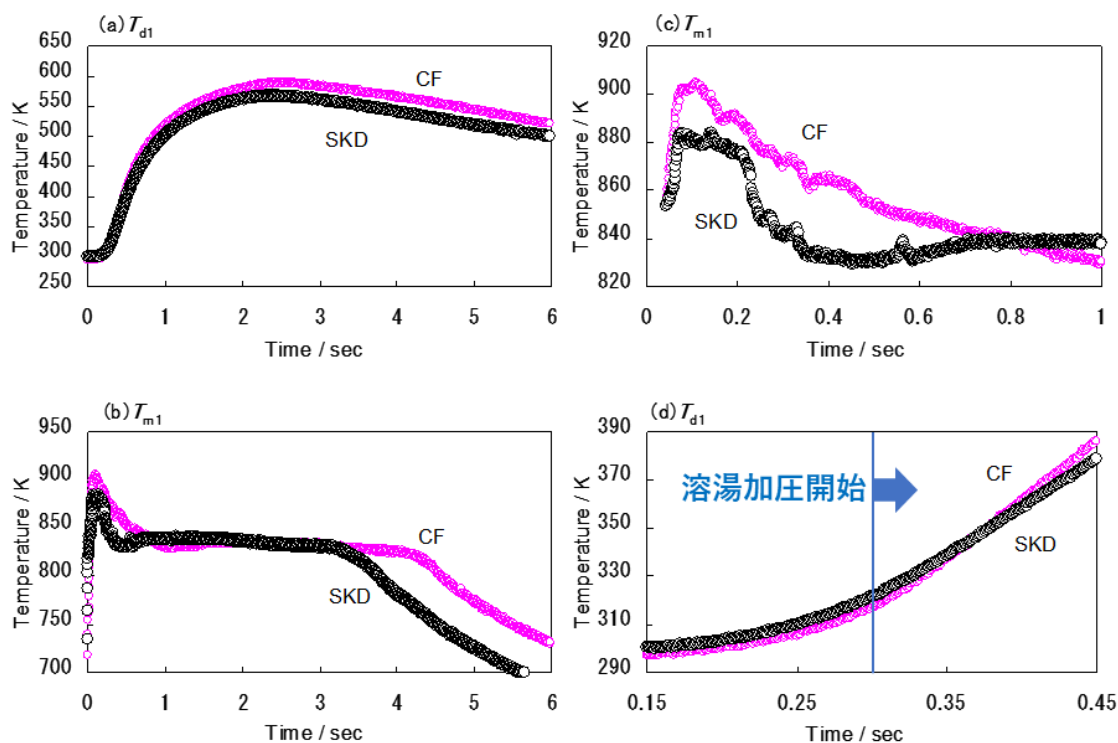 (a) Td1
650
600
550
500
450
400
350
300
250
Temperature / K
CF
SKD
0 1 2 3 4 5 6
Time / sec
(c) Tm1
920
900
880
860
840
820
Temperature / K
CF
SKD
0 0.2 0.4 0.6 0.8 1
Time / sec
(b) Tm1
950
900
850
800
750
700
Temperature / K
CF
SKD
0 1 2 3 4 5 6
Time / sec
(d) Td1
390
370
350
330
310
290
Temperature / K
溶湯加圧開始
CF
SKD
0.15 0.25 0.35 0.45
Time / sec